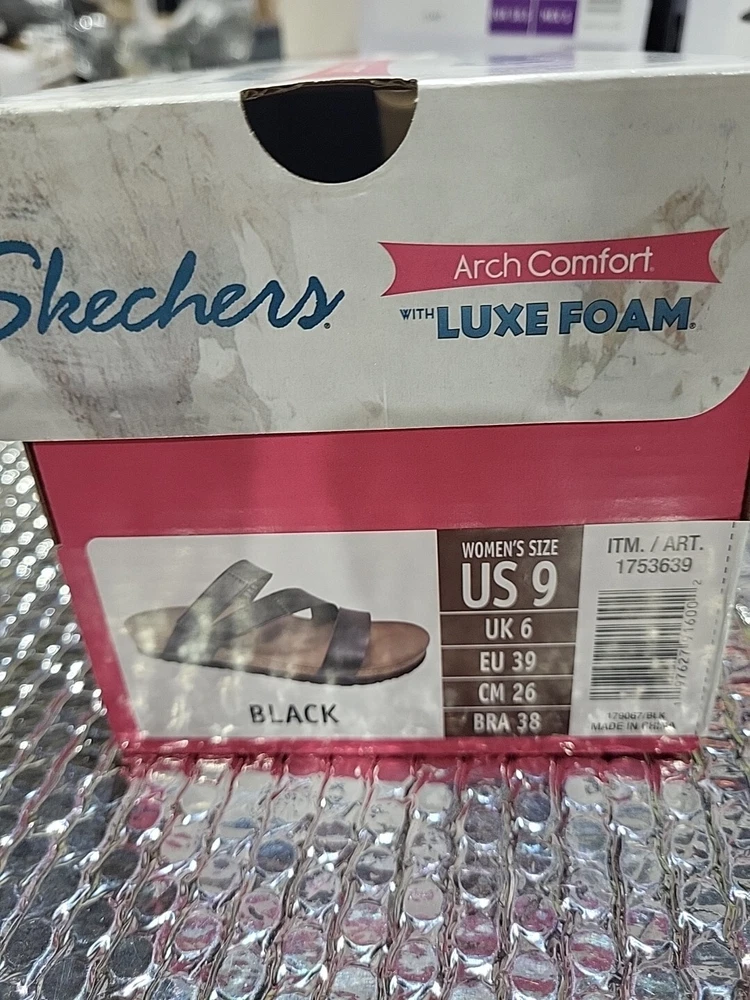 Skechers®
Arch Comfort®
WITH LUXE FOAM®
BLACK
WOMEN'S SIZE
US 9
UK 6
EU 39
CM 26
BRA 38
ITM. / ART.
1753639
MADE IN CHINA